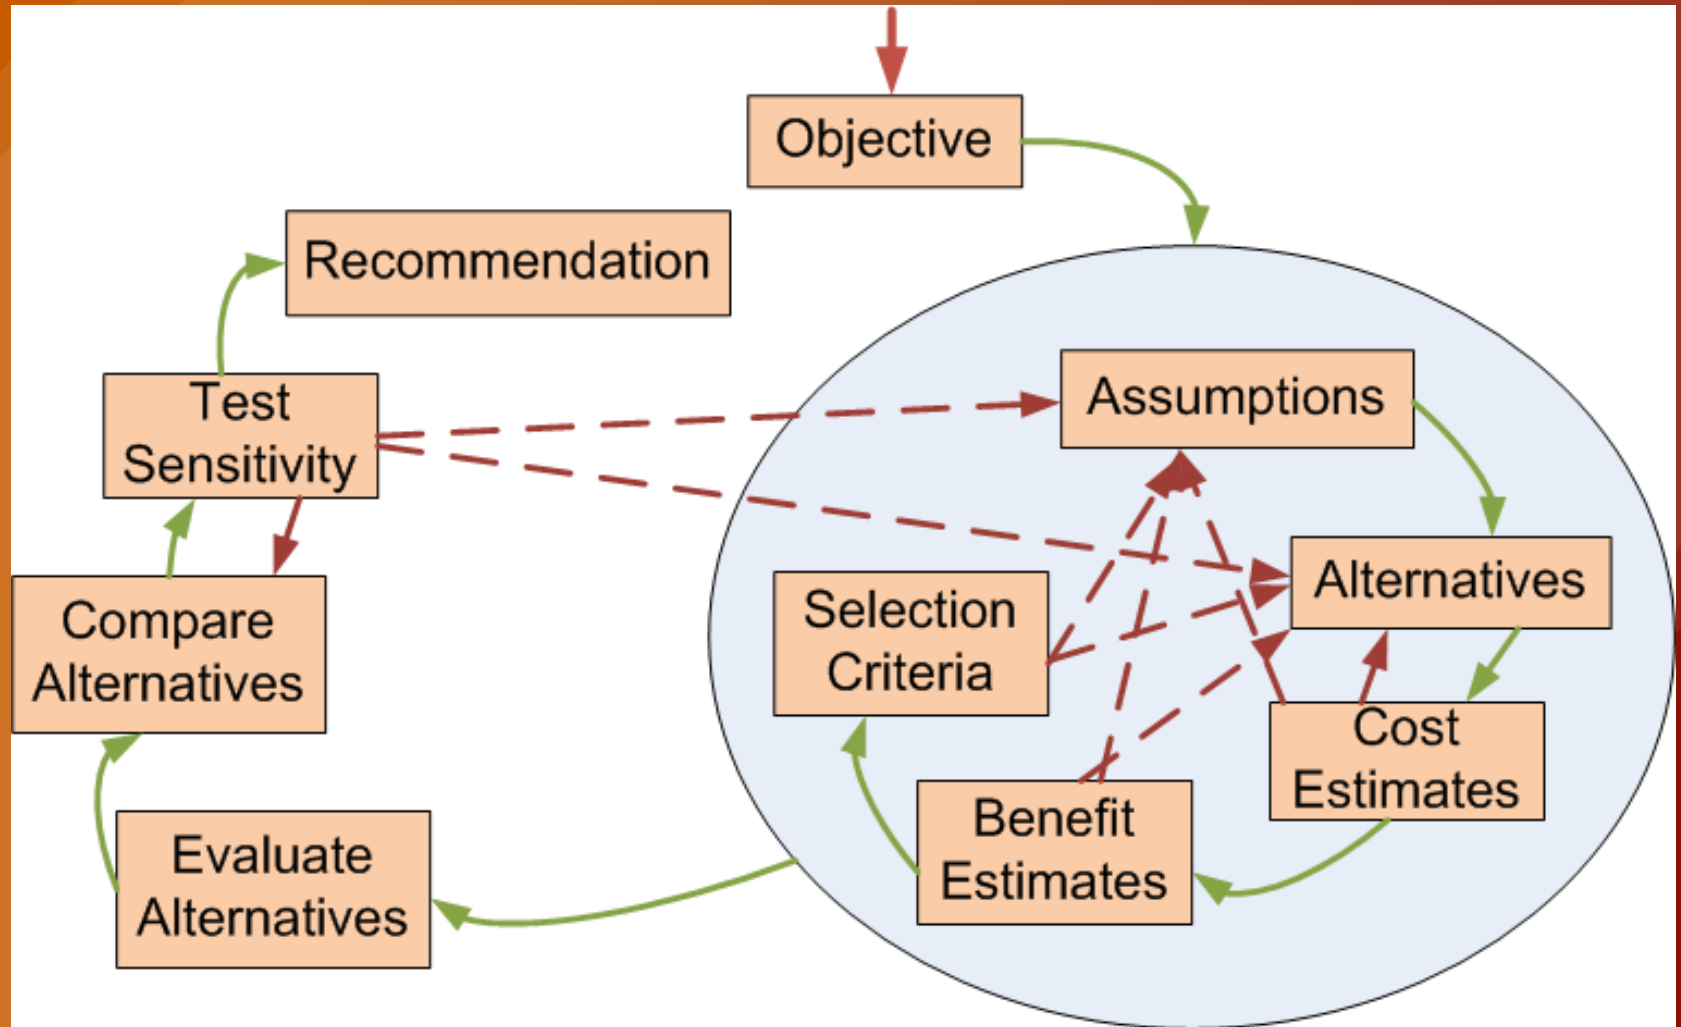 Objective
Recommendation
Assumptions
Test
Sensitivity
Alternatives
Selection
Criteria
Compare
Alternatives
Cost
Estimates
Benefit
Estimates
Evaluate
Alternatives